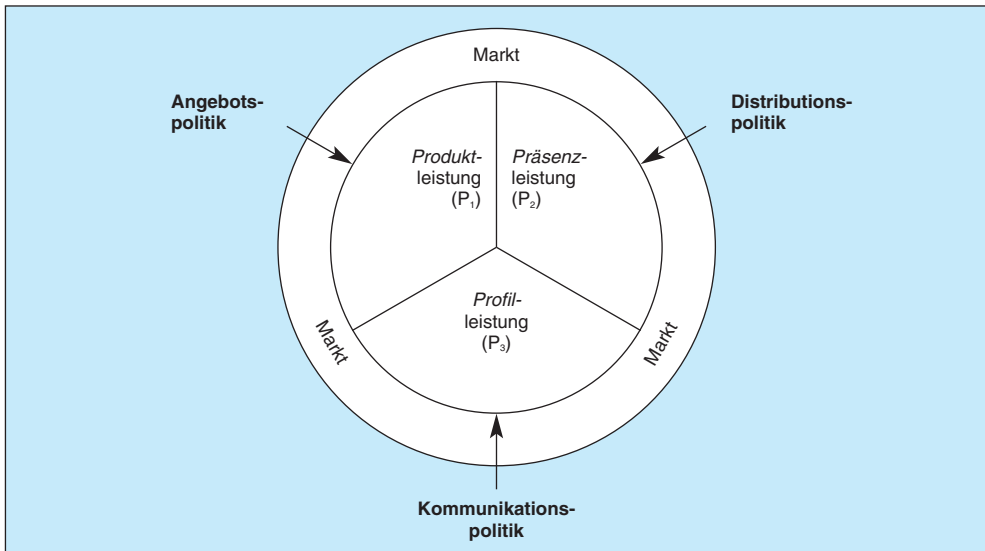 Markt
Angebots-
politik
Distributions-
politik
Produkt-
leistung
(P₁)
Präsenz-
leistung
(P₂)
Profil-
leistung
(P₃)
Markt
Markt
Kommunikations-
politik